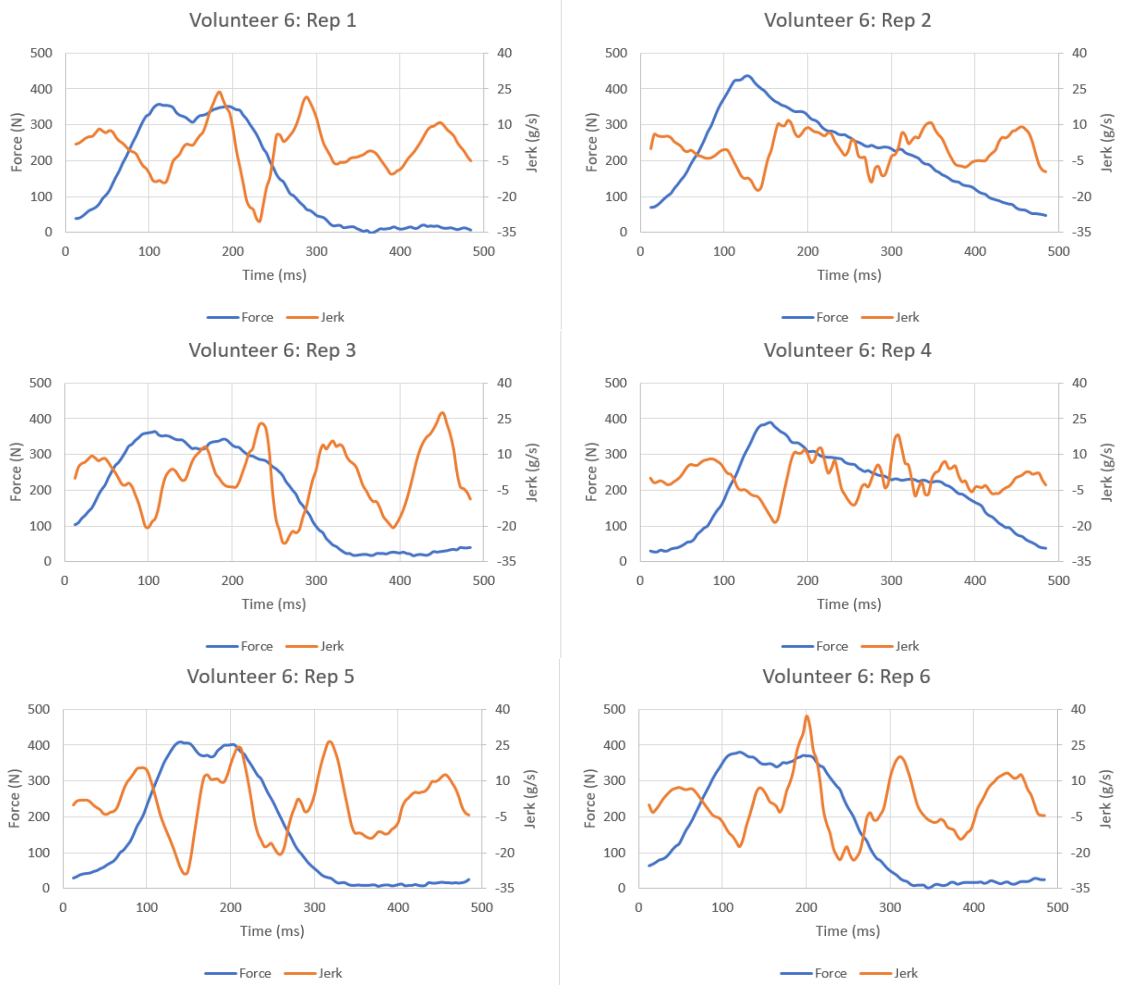 Volunteer 6: Rep 1
500
400
300
200
100
0
Force (N)
40
25
10
-5
-20
-35
Jerk (g/s)
0 100 200 300 400 500
Time (ms)
Force Jerk
Volunteer 6: Rep 2
500
400
300
200
100
0
Force (N)
40
25
10
-5
-20
-35
Jerk (g/s)
0 100 200 300 400 500
Time (ms)
Force Jerk
Volunteer 6: Rep 3
500
400
300
200
100
0
Force (N)
40
25
10
-5
-20
-35
Jerk (g/s)
0 100 200 300 400 500
Time (ms)
Force Jerk
Volunteer 6: Rep 4
500
400
300
200
100
0
Force (N)
40
25
10
-5
-20
-35
Jerk (g/s)
0 100 200 300 400 500
Time (ms)
Force Jerk
Volunteer 6: Rep 5
500
400
300
200
100
0
Force (N)
40
25
10
-5
-20
-35
Jerk (g/s)
0 100 200 300 400 500
Time (ms)
Force Jerk
Volunteer 6: Rep 6
500
400
300
200
100
0
Force (N)
40
25
10
-5
-20
-35
Jerk (g/s)
0 100 200 300 400 500
Time (ms)
Force Jerk